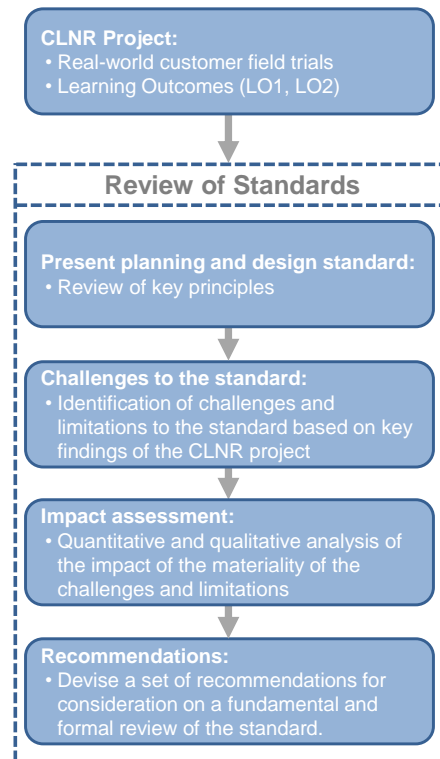 CLNR Project:
• Real-world customer field trials
• Learning Outcomes (LO1, LO2)
Review of Standards
Present planning and design standard:
• Review of key principles
Challenges to the standard:
• Identification of challenges and
limitations to the standard based on key
findings of the CLNR project
Impact assessment:
• Quantitative and qualitative analysis of
the impact of the materiality of the
challenges and limitations
Recommendations:
• Devise a set of recommendations for
consideration on a fundamental and
formal review of the standard.